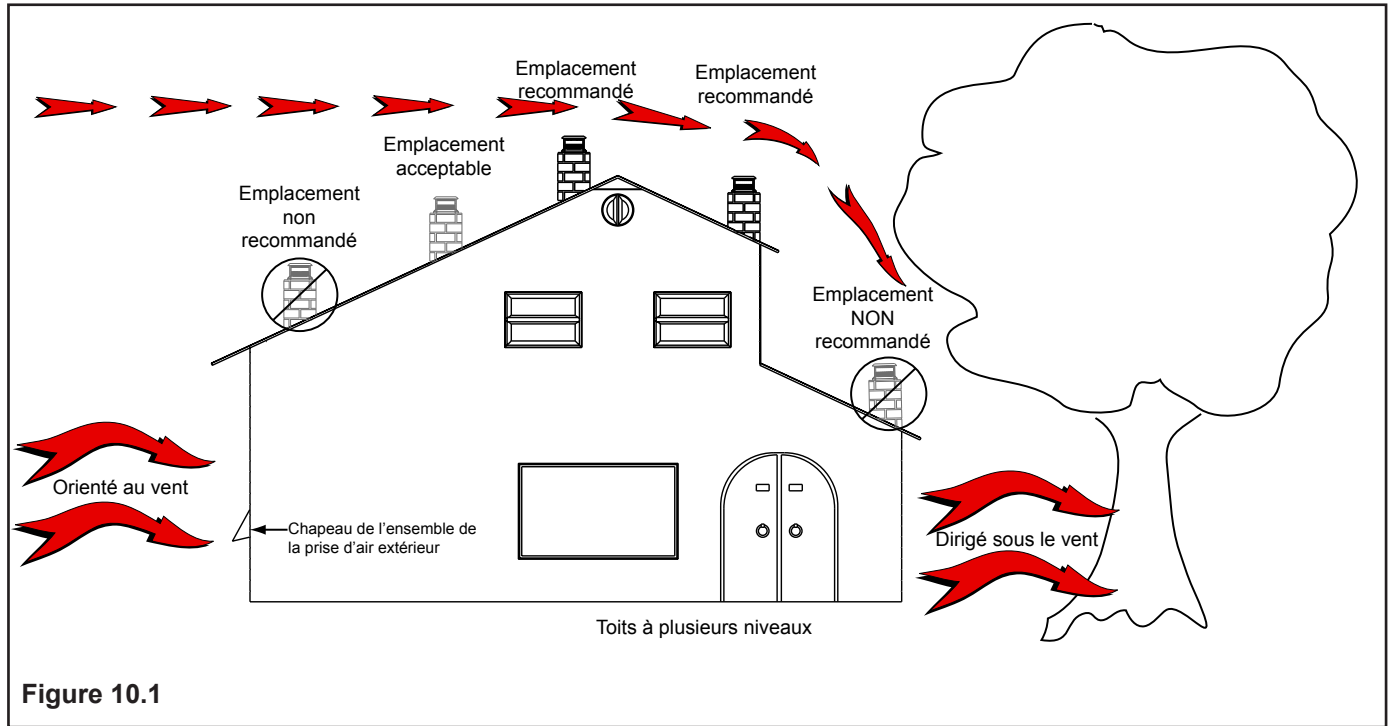 Emplacement
recommandé
Emplacement
recommandé
Emplacement
acceptable
Emplacement
non
recommandé
Emplacement
NON
recommandé
Orienté au vent
Chapeau de l’ensemble de
la prise d’air extérieur
Dirigé sous le vent
Toits à plusieurs niveaux
Figure 10.1